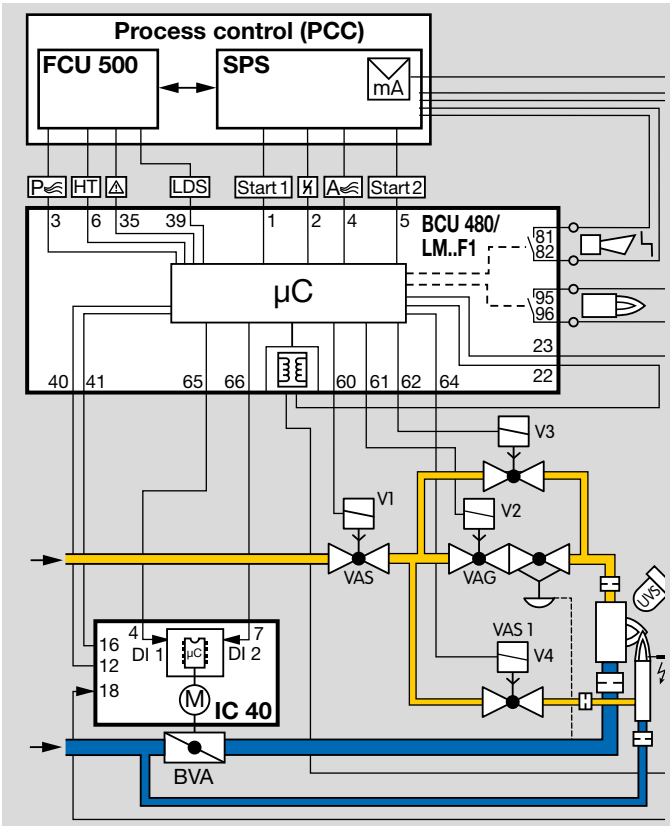 Process control (PCC)
FCU 500 SPS
mA
P HT LDS Start 1 A Start 2
3 6 35 39 1 2 4 5 BCU 480/
LM..F1
81
82
µC
95
96
23
22
40 41 65 66 60 61 62 64
V3
V1 V2
VAS VAG
UVS
4 7
16 DI 1 µC DI 2
12
18
M
IC 40
VAS 1
V4
BVA